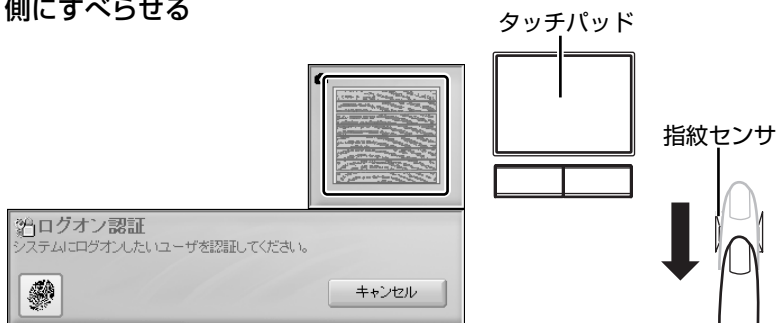 側にすべらせる
タッチパッド
指紋センサ
ログオン認証
システムにログオンしたいユーザを認証してください。
キャンセル